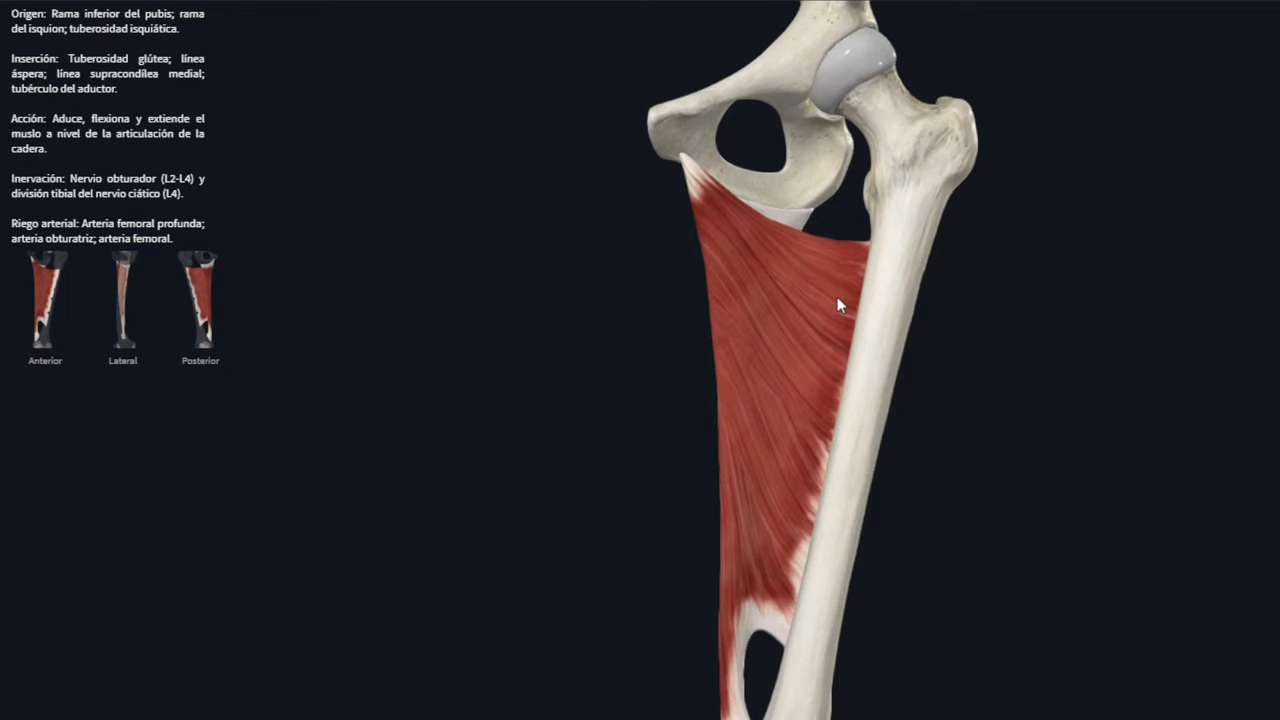 Origen: Rama inferior del pubis; rama
del isquion; tuberosidad isquiática.
Inserción: Tuberosidad glútea; línea
áspera; línea supracondílea medial;
tubérculo del aductor.
Acción: Aduce, flexiona y extiende el
muslo a nivel de la articulación de la
cadera.
Inervación: Nervio obturador (L2-L4) y
división tibial del nervio ciático (L4).
Riego arterial: Arteria femoral profunda;
arteria obturatriz; arteria femoral.
Anterior Lateral Posterior